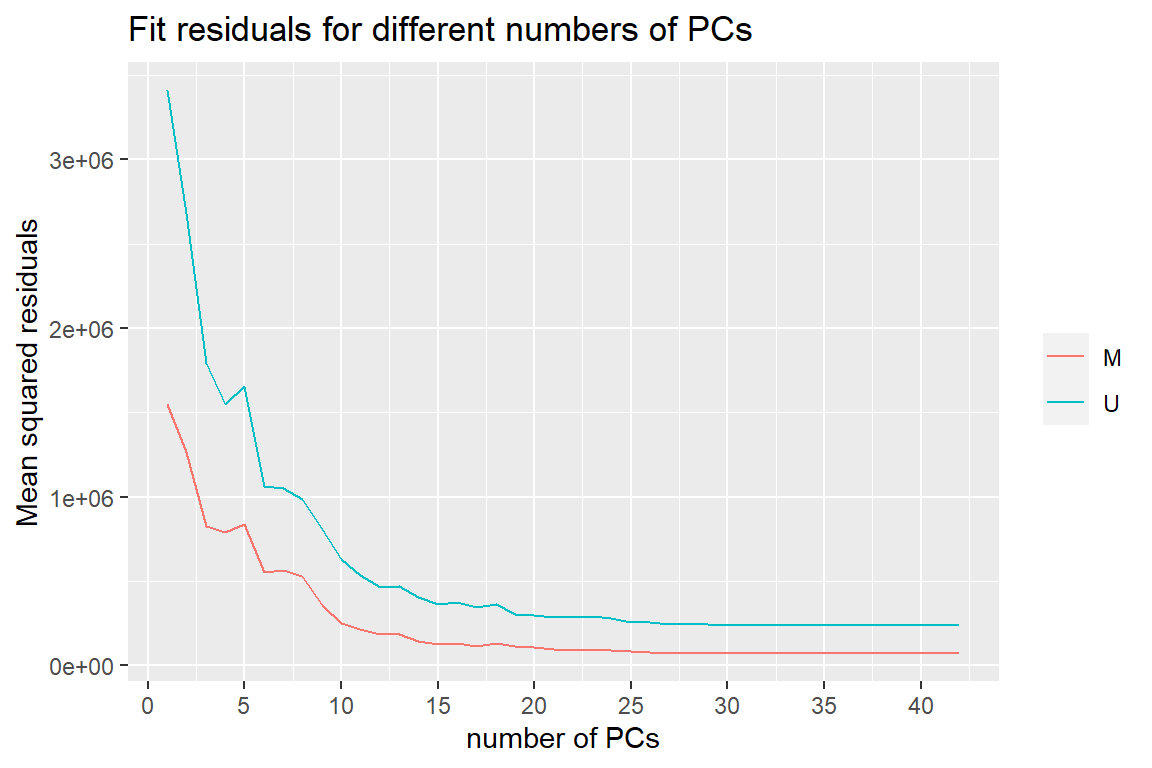 Fit residuals for different numbers of PCs
Mean squared residuals
3e+06
2e+06
1e+06
0e+00
0 5 10 15 20 25 30 35 40
number of PCs
M
U